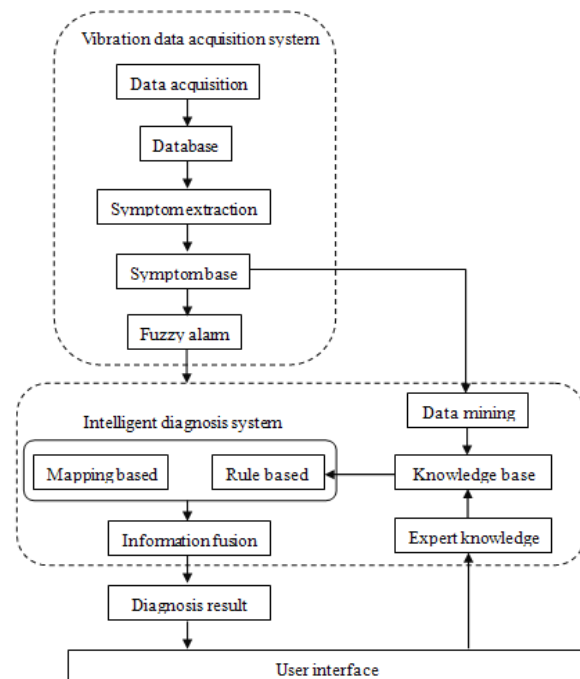 Vibration data acquisition system
Data acquisition
Database
Symptom extraction
Symptom base
Fuzzy alarm
Data mining
Intelligent diagnosis system
Mapping based
Rule based
Knowledge base
Information fusion
Expert knowledge
Diagnosis result
User interface